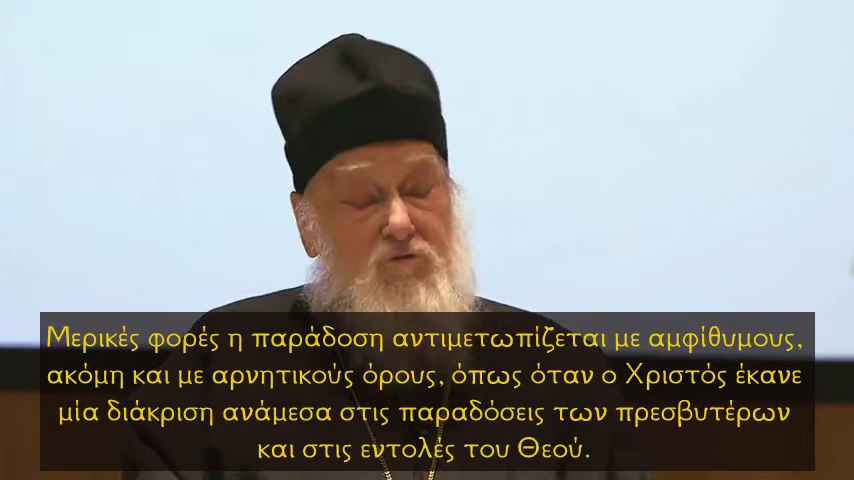 Μερικές φορές η παράδοση αντιμετωπίζεται με αμφίθυμους,
ακόμη και με αρνητικούς όρους, όπως όταν ο Χριστός έκανε
μία διάκριση ανάμεσα στις παραδόσεις των πρεσβυτέρων
και στις εντολές του Θεού.